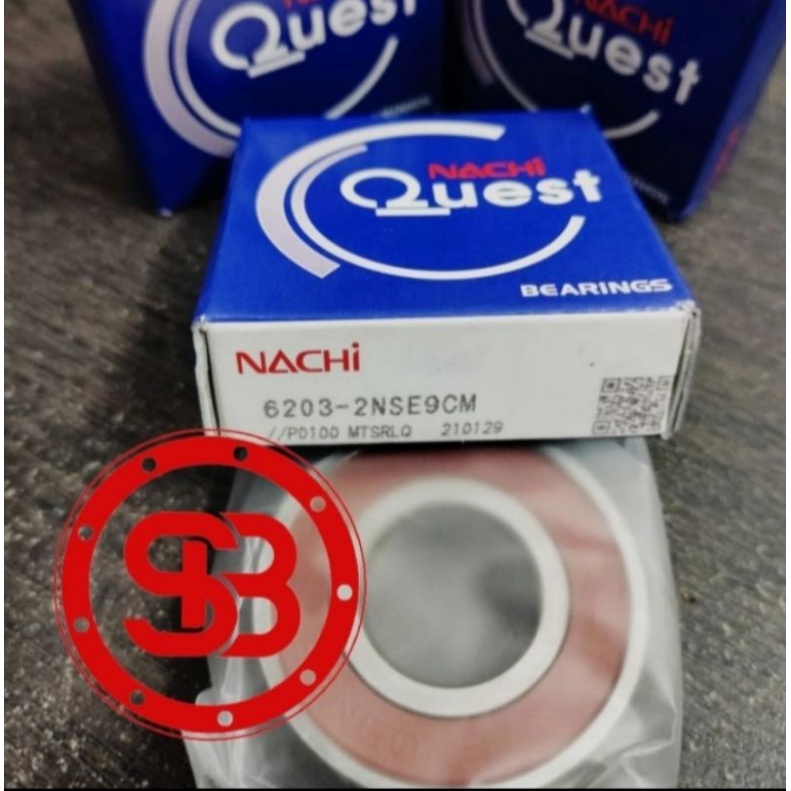 NACHi
Quest
NACHi
Quest
NACHi
Quest
BEARINGS
NACHi
6203-2NSE9CM
//P0100 MTSRLQ 210129
SB